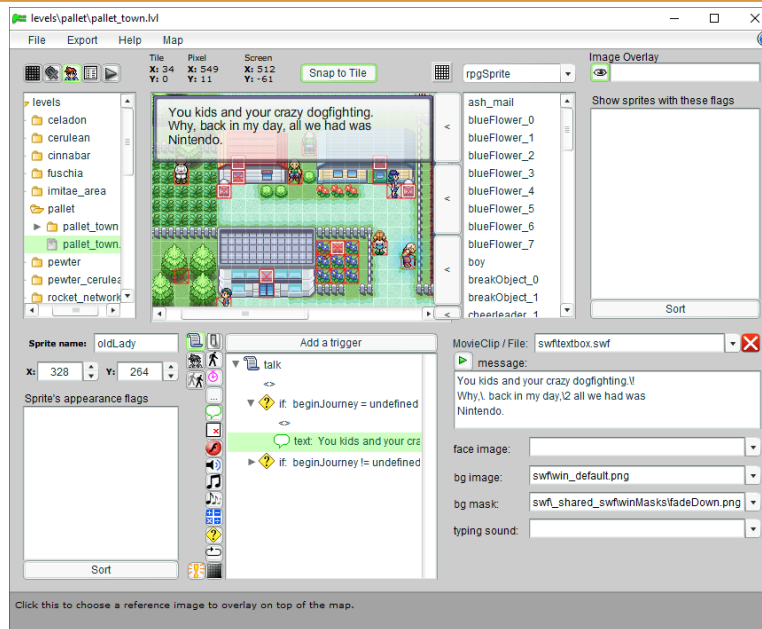 levels\pallet\pallet_town.lvl
File Export Help Map
Tile Pixel Screen
X: 34 X: 549 X: 512
Y: 0 Y: 11 Y: -61
Snap to Tile
rpgSprite
Image Overlay
levels
celadon
cerulean
cinnabar
fuschia
imitae_area
pallet
pallet_town
pallet_town.
pewter
pewter_cerulea
rocket_network
You kids and your crazy dogfighting.
Why, back in my day, all we had was
Nintendo.
<
<
<
<
ash_mail
blueFlower_0
blueFlower_1
blueFlower_2
blueFlower_3
blueFlower_4
blueFlower_5
blueFlower_6
blueFlower_7
boy
breakObject_0
breakObject_1
cheerleader_1
Show sprites with these flags
Sort
Sprite name: oldLady
X: 328 Y: 264
Sprite's appearance flags
Sort
Add a trigger
talk
<>
if: beginJourney = undefined
<>
text: You kids and your cra
if: beginJourney != undefined
MovieClip / File: swf\textbox.swf
message:
You kids and your crazy dogfighting.\!
Why,\. back in my day,\2 all we had was
Nintendo.
face image:
bg image: swf\win_default.png
bg mask: swf\_shared_swf\winMasks\fadeDown.png
typing sound:
Click this to choose a reference image to overlay on top of the map.